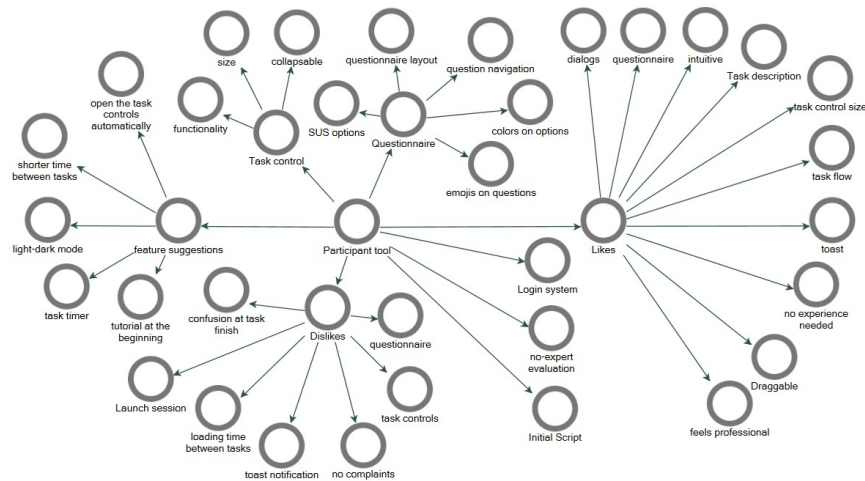 size
collapsable
questionnaire layout
question navigation
dialogs
questionnaire
intuitive
Task description
open the task
controls
automatically
functionality
SUS options
colors on options
task control size
Task control
Questionnaire
shorter time
between tasks
emojis on questions
task flow
light-dark mode
feature suggestions
Participant tool
Likes
toast
Login system
task timer
tutorial at the
beginning
confusion at task
finish
Dislikes
questionnaire
no experience
needed
no-expert
evaluation
Launch session
task controls
Draggable
loading time
between tasks
Initial Script
feels professional
toast notification
no complaints